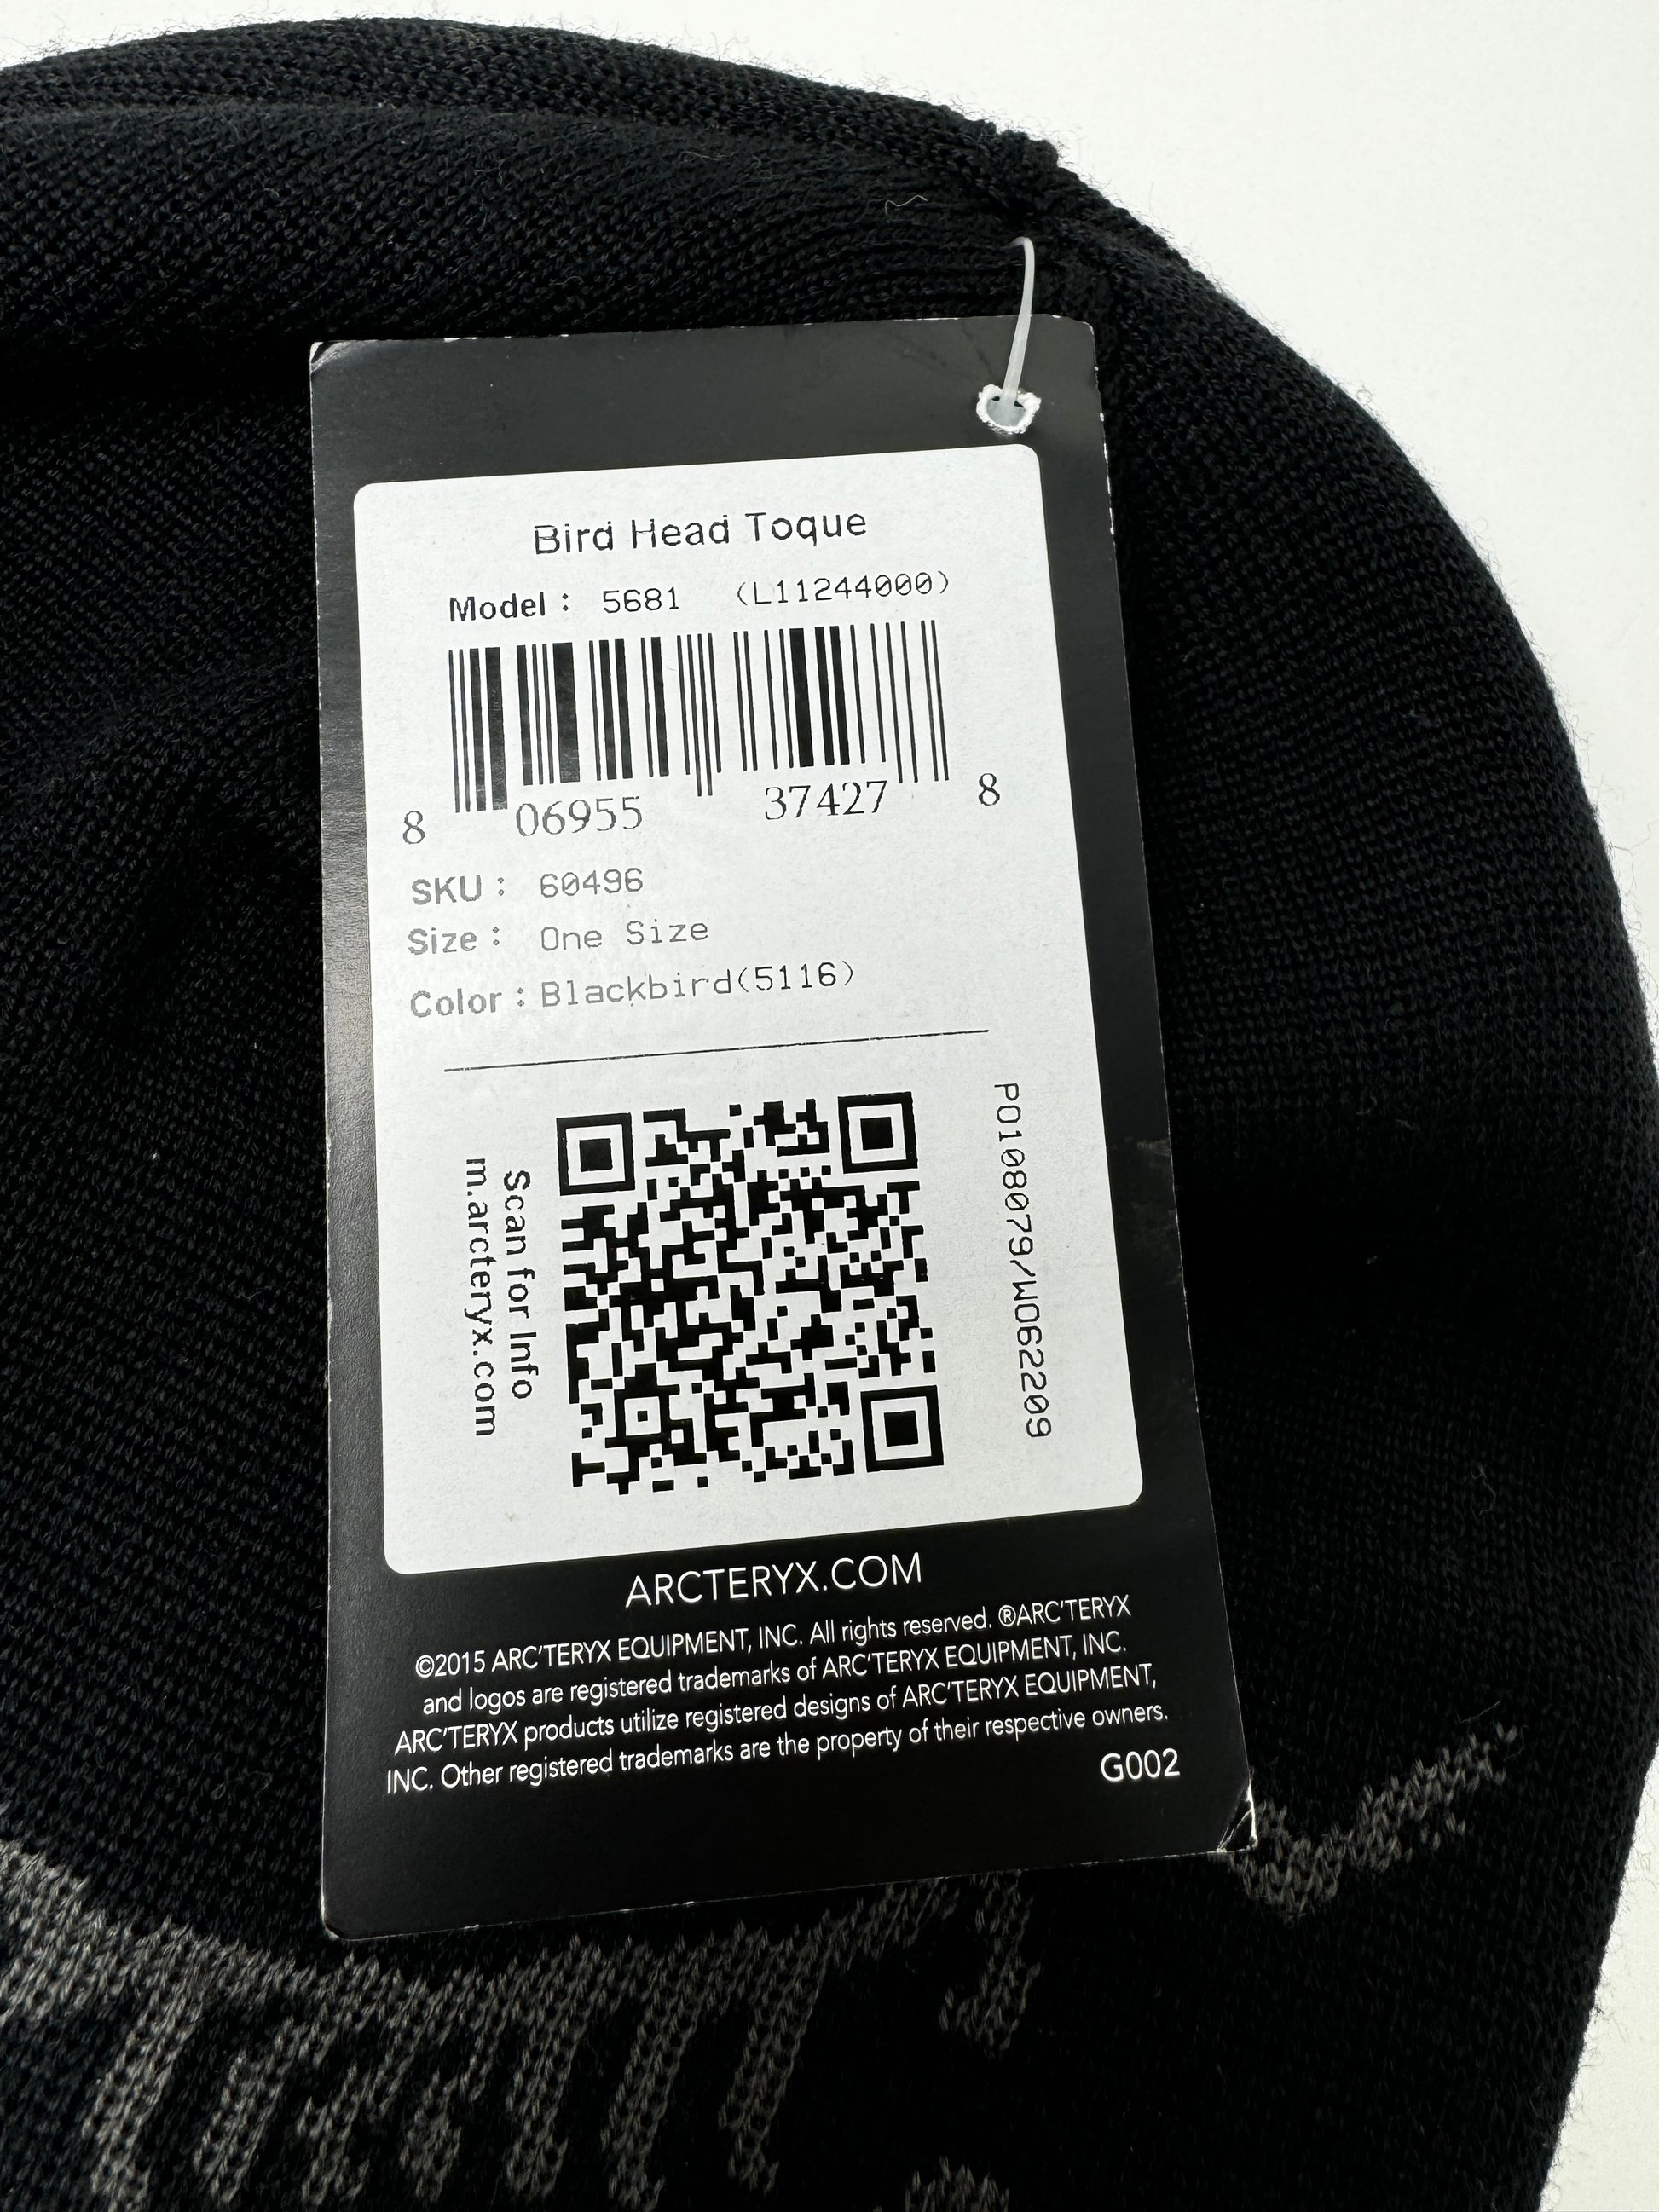 Bird Head Toque
Model: 5681 (L11244000)
8 06955 37427 8
SKU: 60496
Size: One Size
Color: Blackbird(5116)
Scan for Info
m.arcteryx.com
PO108079/WO62209
ARCTERYX.COM
©2015 ARC'TERYX EQUIPMENT, INC. All rights reserved. ®ARC'TERYX
and logos are registered trademarks of ARC'TERYX EQUIPMENT, INC.
ARC'TERYX products utilize registered designs of ARC'TERYX EQUIPMENT,
INC. Other registered trademarks are the property of their respective owners.
G002